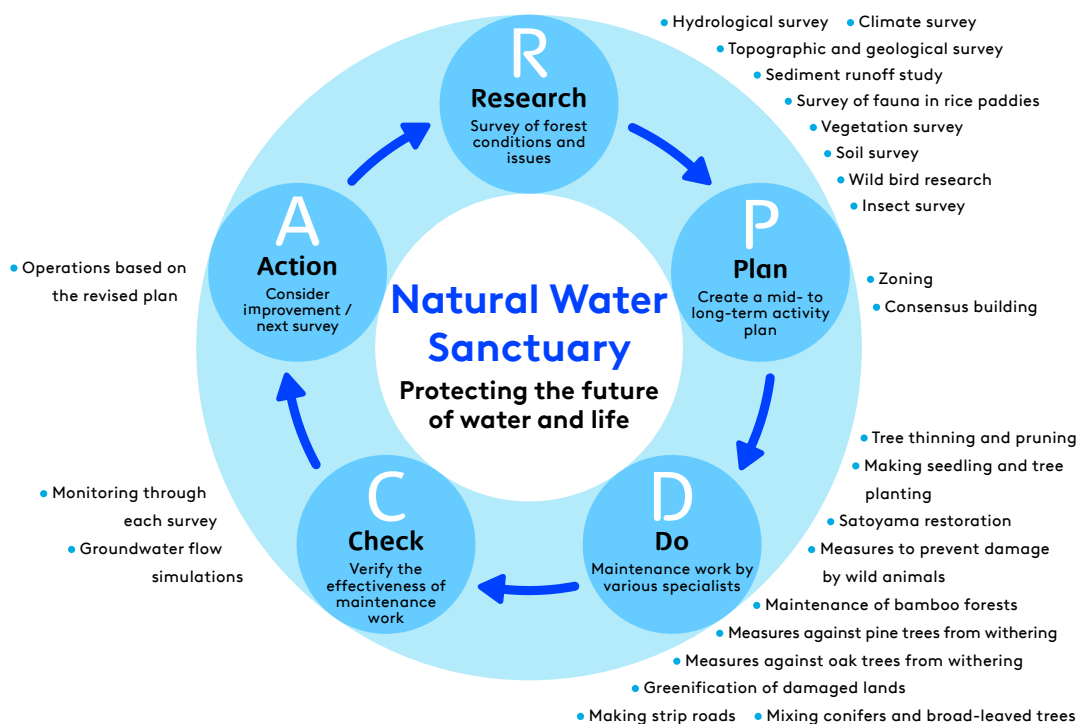 R
Research
Survey of forest
conditions and
issues
• Hydrological survey • Climate survey
• Topographic and geological survey
• Sediment runoff study
• Survey of fauna in rice paddies
• Vegetation survey
• Soil survey
• Wild bird research
• Insect survey
P
Plan
Create a mid- to
long-term activity
plan
• Zoning
• Consensus building
D
Do
Maintenance work by
various specialists
• Tree thinning and pruning
• Making seedling and tree
planting
• Satoyama restoration
• Measures to prevent damage
by wild animals
• Maintenance of bamboo forests
• Measures against pine trees from withering
• Measures against oak trees from withering
• Greenification of damaged lands
• Making strip roads • Mixing conifers and broad-leaved trees
C
Check
Verify the
effectiveness of
maintenance
work
• Monitoring through
each survey
• Groundwater flow
simulations
A
Action
Consider
improvement /
next survey
• Operations based on
the revised plan
Natural Water
Sanctuary
Protecting the future
of water and life